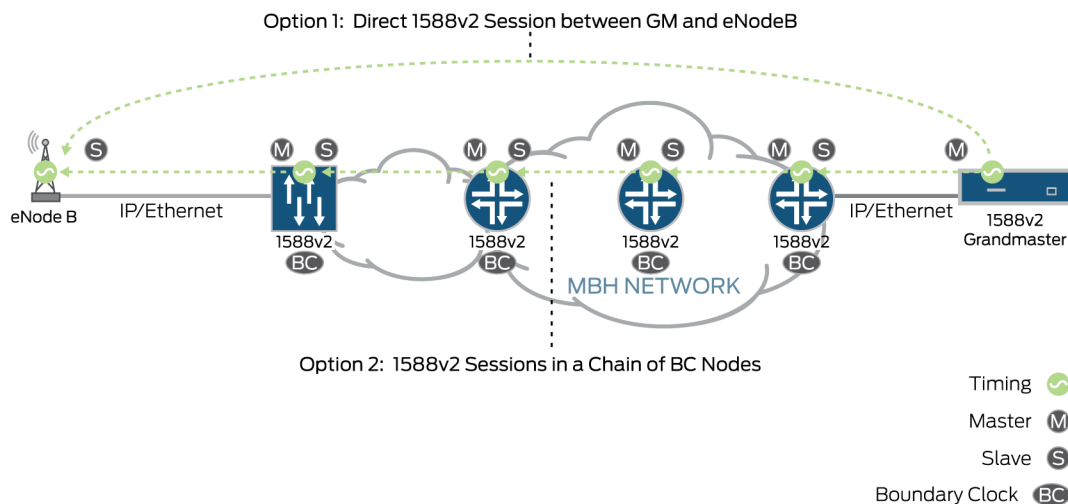 Option 1: Direct 1588v2 Session between GM and eNodeB
S
M S
M S
M S
M S
M
eNode B
IP/Ethernet
1588v2
BC
1588v2
BC
1588v2
BC
1588v2
BC
IP/Ethernet
1588v2
Grandmaster
MBH NETWORK
Option 2: 1588v2 Sessions in a Chain of BC Nodes
Timing
Master M
Slave S
Boundary Clock BC